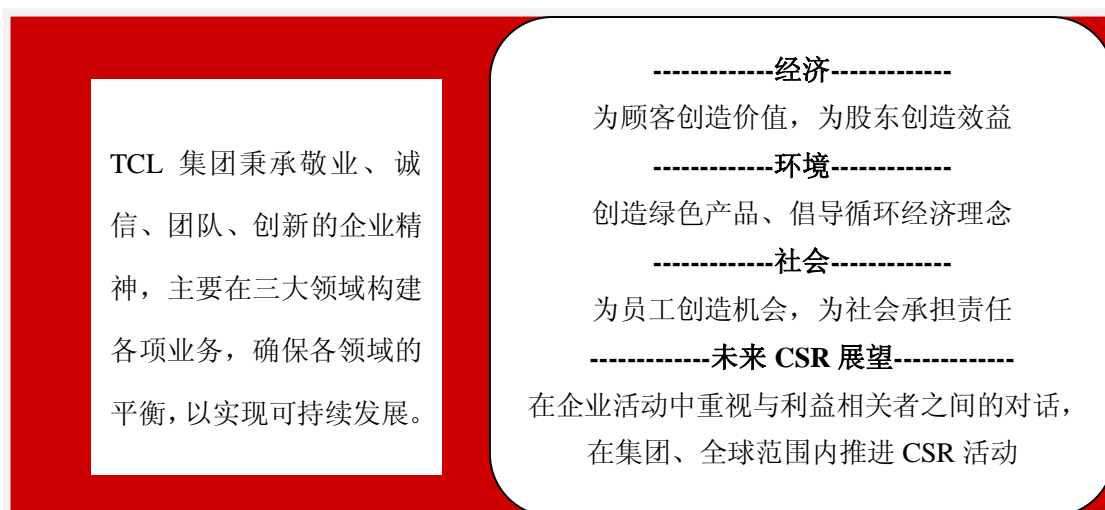 TCL 集团秉承敬业、诚
信、团队、创新的企业精
神，主要在三大领域构建
各项业务，确保各领域的
平衡，以实现可持续发展。
-------------经济-------------
为顾客创造价值，为股东创造效益
-------------环境-------------
创造绿色产品、倡导循环经济理念
-------------社会-------------
为员工创造机会，为社会承担责任
-------------未来 CSR 展望-------------
在企业活动中重视与利益相关者之间的对话，
在集团、全球范围内推进 CSR 活动